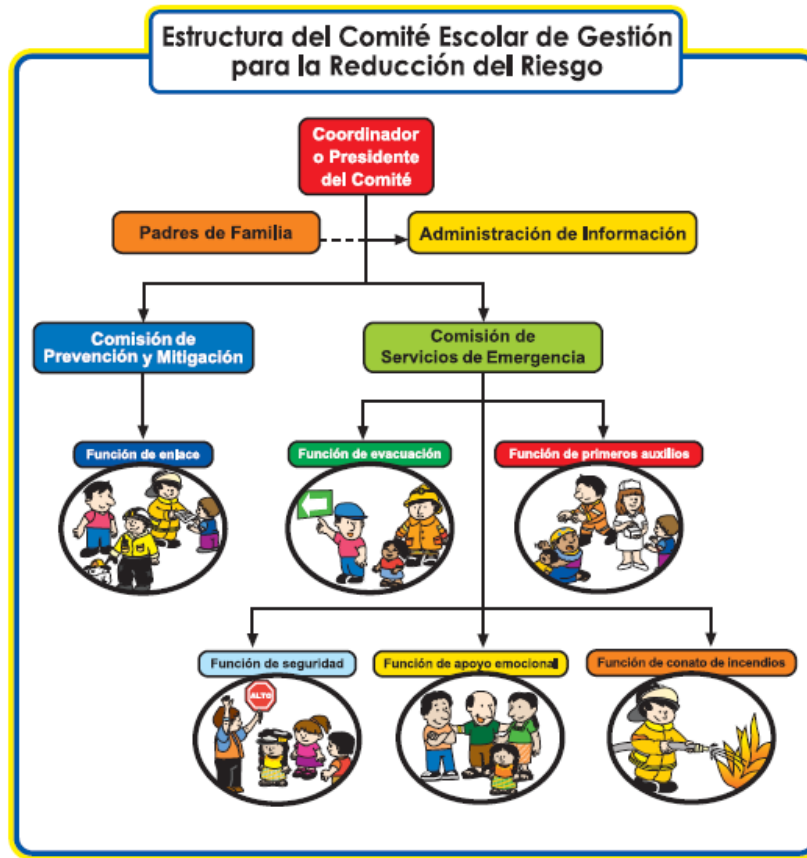 Estructura del Comité Escolar de Gestión
para la Reducción del Riesgo
Coordinador
o Presidente
del Comité
Padres de Familia
Administración de Información
Comisión de
Prevención y Mitigación
Comisión de
Servicios de Emergencia
Función de enlace
Función de evacuación
Función de primeros auxilios
Función de seguridad
Función de apoyo emocional
Función de conato de incendios
ALTO